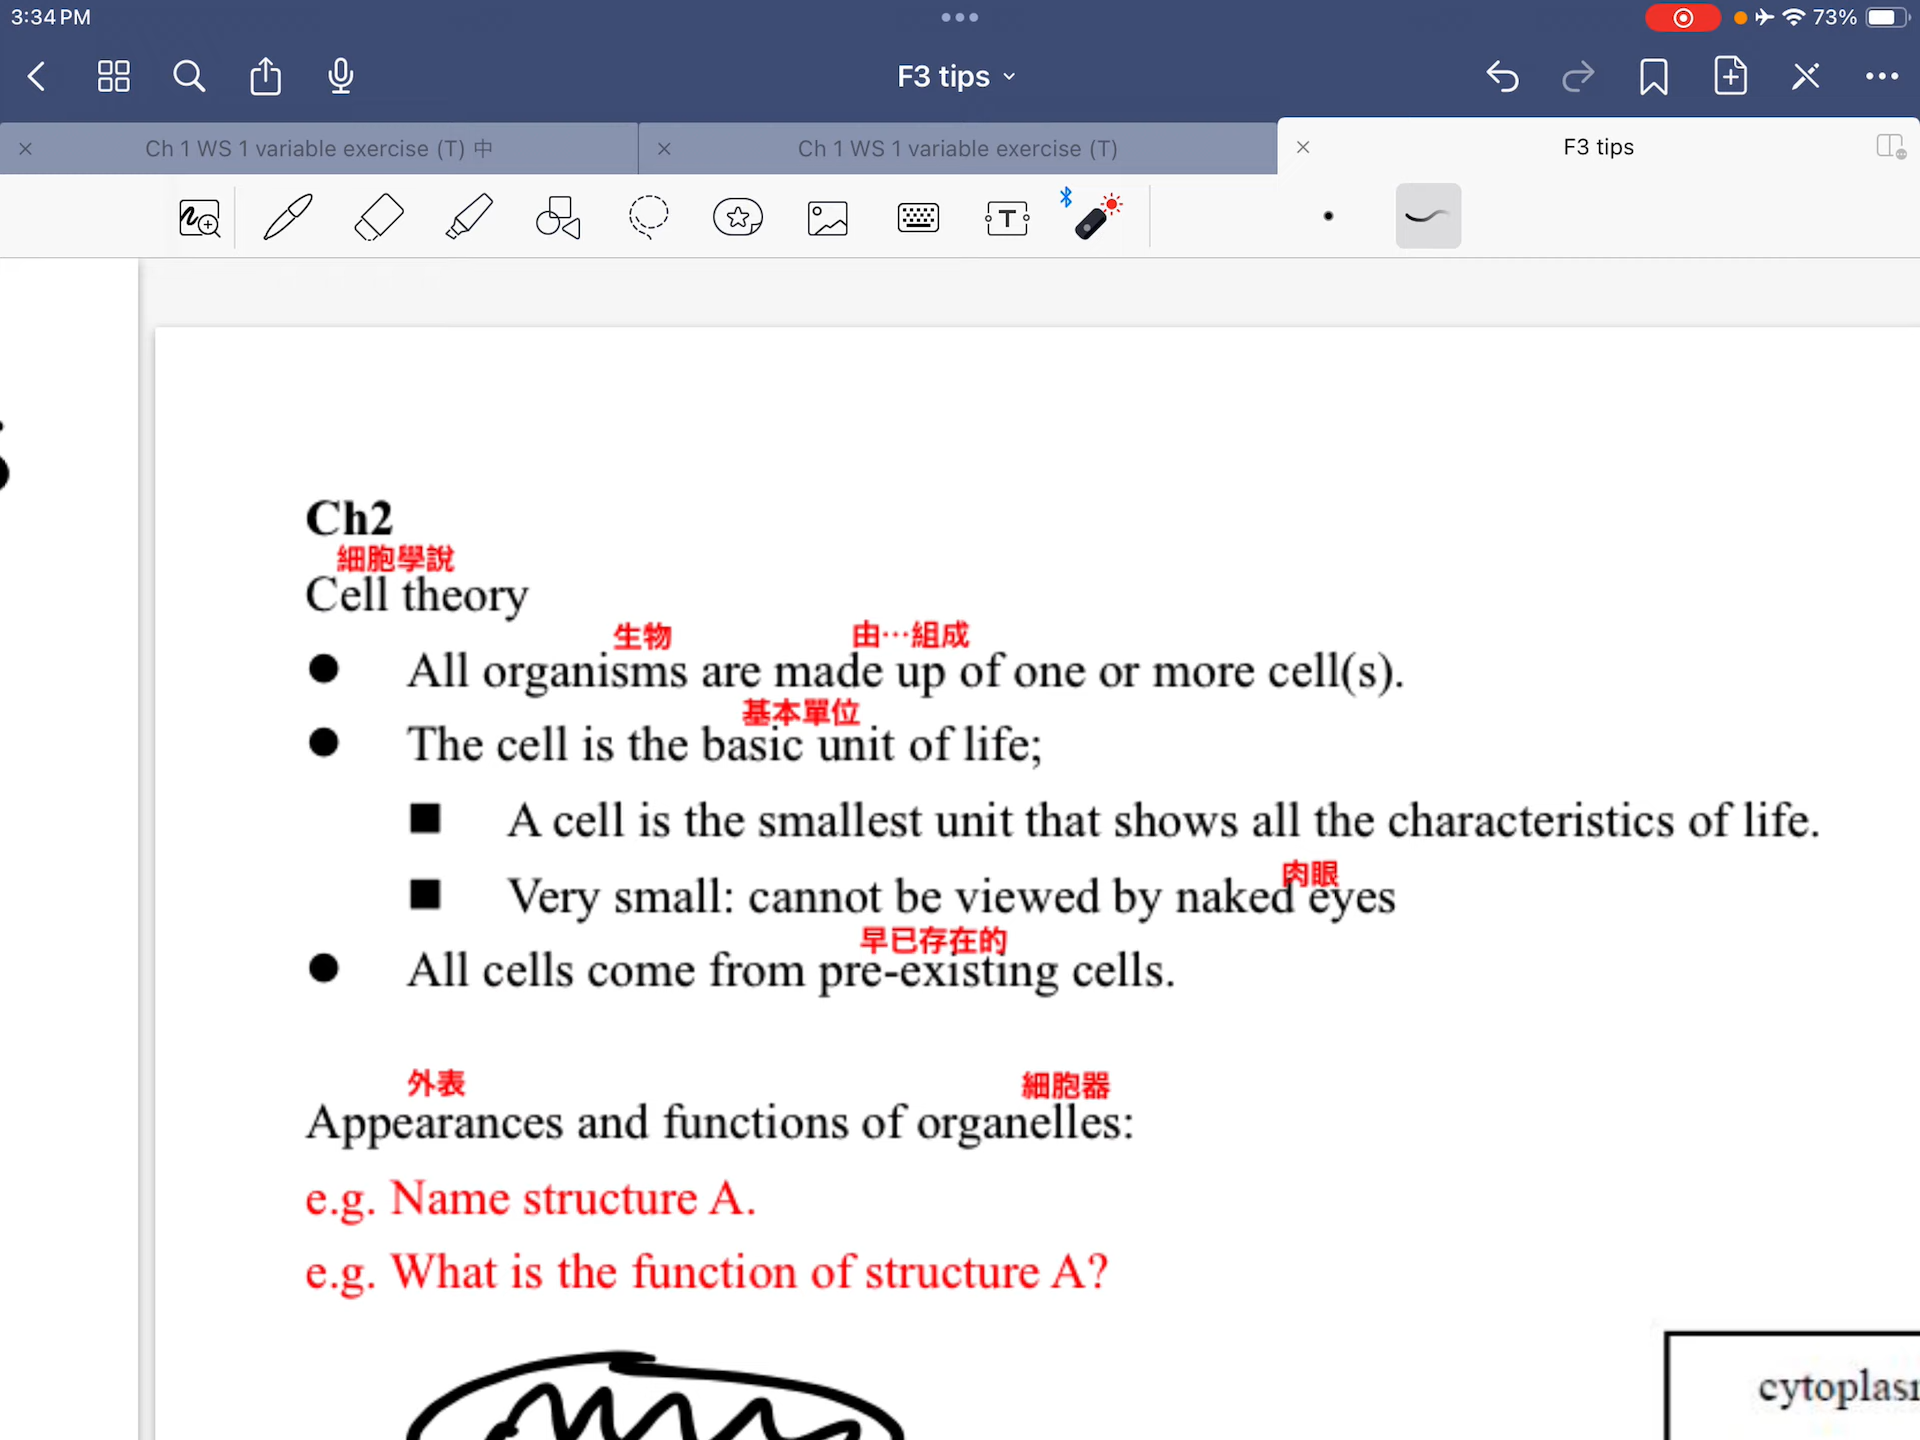 3:34 PM
73%
F3 tips
Ch 1 WS 1 variable exercise (T) 中
Ch 1 WS 1 variable exercise (T)
F3 tips
T
Ch2
細胞學說
Cell theory
生物 由…組成
● All organisms are made up of one or more cell(s).
基本單位
● The cell is the basic unit of life;
■ A cell is the smallest unit that shows all the characteristics of life.
肉眼
■ Very small: cannot be viewed by naked eyes
早已存在的
● All cells come from pre-existing cells.
外表 細胞器
Appearances and functions of organelles:
e.g. Name structure A.
e.g. What is the function of structure A?